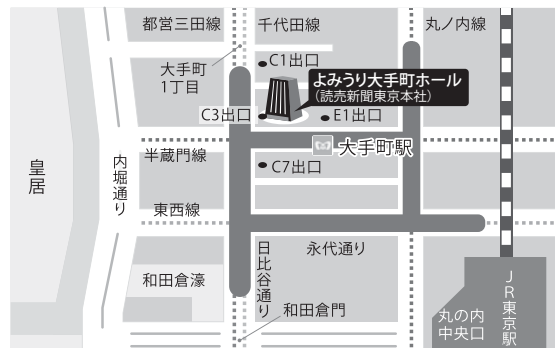 都営三田線
千代田線
丸ノ内線
大手町
1丁目
C1出口
よみうり大手町ホール
(読売新聞東京本社)
C3出口
E1出口
大手町駅
半蔵門線
C7出口
皇居
内堀通り
東西線
日比谷通り
永代通り
和田倉濠
和田倉門
丸の内
中央口
JR東京駅